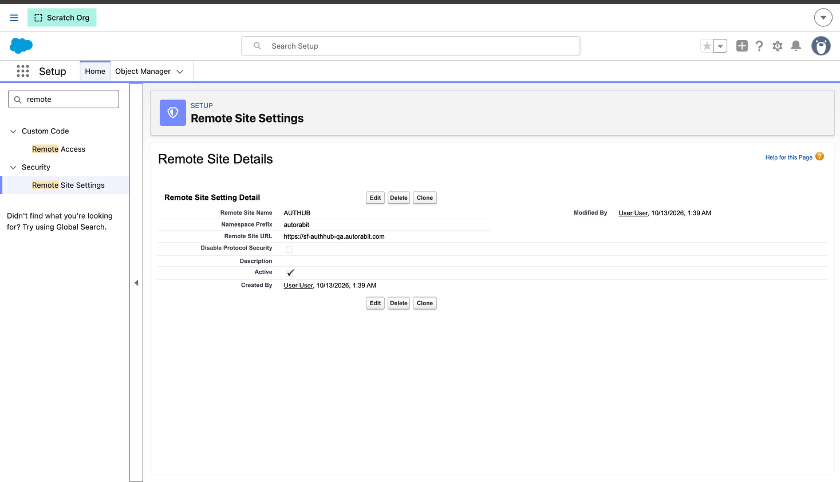 Scratch Org
Search Setup
Setup
Home
Object Manager
remote
Custom Code
Remote Access
Security
Remote Site Settings
Didn't find what you're looking
for? Try using Global Search.
SETUP
Remote Site Settings
Remote Site Details
Help for this Page ?
Remote Site Setting Detail
Edit Delete Clone
Remote Site Name AUTHUB
Modified By User User, 10/13/2026, 1:39 AM
Namespace Prefix autorabit
Remote Site URL https://sf-authhub-qa.autorabit.com
Disable Protocol Security
Description
Active
Created By User User, 10/13/2026, 1:39 AM
Edit Delete Clone